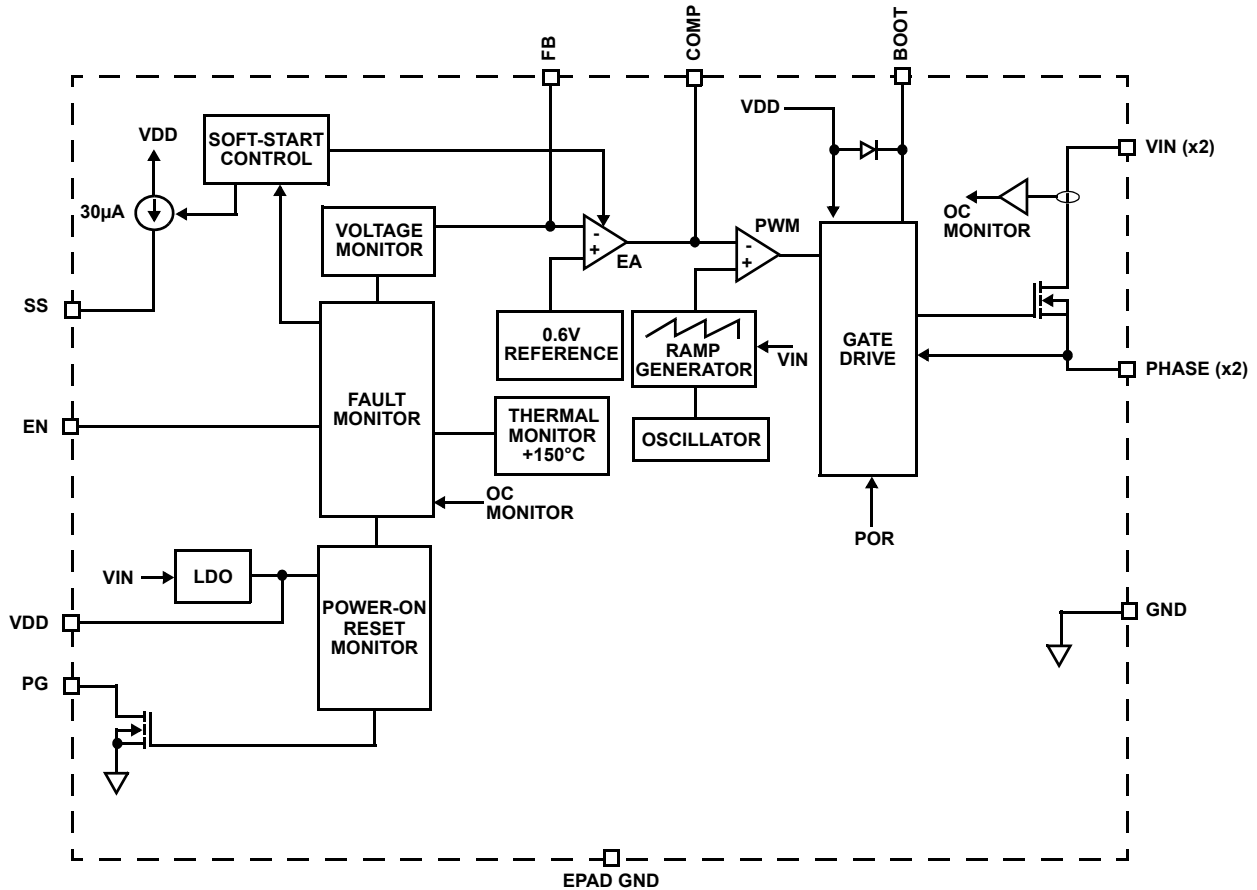 FB
COMP
BOOT
VDD
SOFT-START
CONTROL
30µA
VDD
VIN (x2)
OC
MONITOR
VOLTAGE
MONITOR
-
+
EA
PWM
-
+
SS
0.6V
REFERENCE
RAMP
GENERATOR
VIN
GATE
DRIVE
PHASE (x2)
FAULT
MONITOR
EN
THERMAL
MONITOR
+150°C
OSCILLATOR
OC
MONITOR
POR
VIN
LDO
POWER-ON
RESET
MONITOR
VDD
GND
PG
EPAD GND